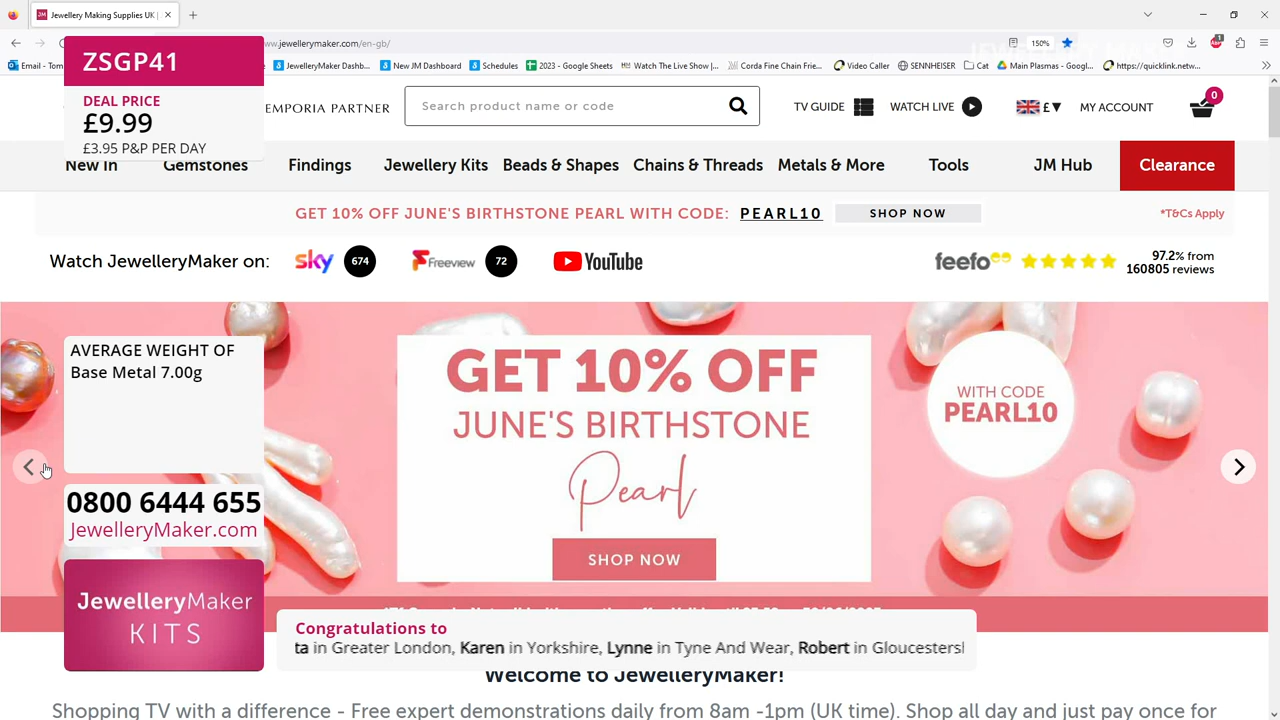 Jewellery Making Supplies UK |
www.jewellerymaker.com/en-gb/
150%
Email - Tom
JewelleryMaker Dashb...
New JM Dashboard
Schedules
2023 - Google Sheets
Watch The Live Show |...
Corda Fine Chain Frie...
Video Caller
SENNHEISER
Cat
Main Plasmas - Googl...
https://quicklink.netw...
ZSGP41
DEAL PRICE
£9.99
£3.95 P&P PER DAY
EMPORIA PARTNER
Search product name or code
TV GUIDE
WATCH LIVE
£▼
MY ACCOUNT
0
New In
Gemstones
Findings
Jewellery Kits
Beads & Shapes
Chains & Threads
Metals & More
Tools
JM Hub
Clearance
GET 10% OFF JUNE'S BIRTHSTONE PEARL WITH CODE: PEARL10
SHOP NOW
*T&Cs Apply
Watch JewelleryMaker on:
sky 674
Freeview 72
YouTube
feefo
97.2% from
160805 reviews
AVERAGE WEIGHT OF
Base Metal 7.00g
GET 10% OFF
JUNE'S BIRTHSTONE
Pearl
SHOP NOW
WITH CODE
PEARL10
0800 6444 655
JewelleryMaker.com
JewelleryMaker
KITS
Congratulations to
ta in Greater London, Karen in Yorkshire, Lynne in Tyne And Wear, Robert in Gloucestersh
Welcome to JewelleryMaker!
Shopping TV with a difference - Free expert demonstrations daily from 8am -1pm (UK time). Shop all day and just pay once for